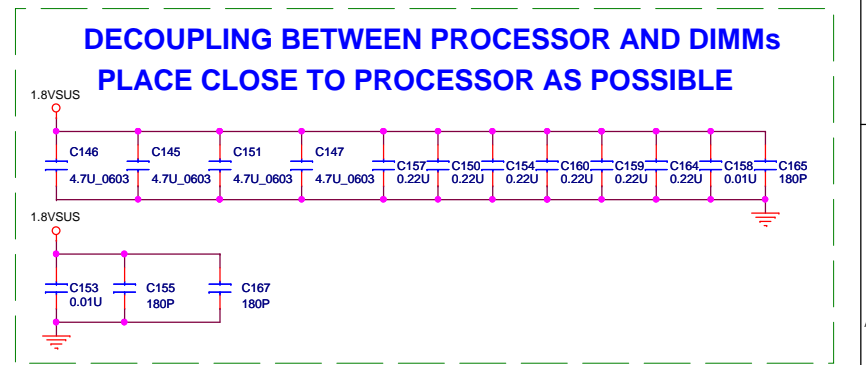 DECOUPLING BETWEEN PROCESSOR AND DIMMs
PLACE CLOSE TO PROCESSOR AS POSSIBLE
1.8VSUS
C146
4.7U_0603
C145
4.7U_0603
C151
4.7U_0603
C147
4.7U_0603
C157
0.22U
C150
0.22U
C154
0.22U
C160
0.22U
C159
0.22U
C164
0.22U
C158
0.01U
C165
180P
1.8VSUS
C153
0.01U
C155
180P
C167
180P